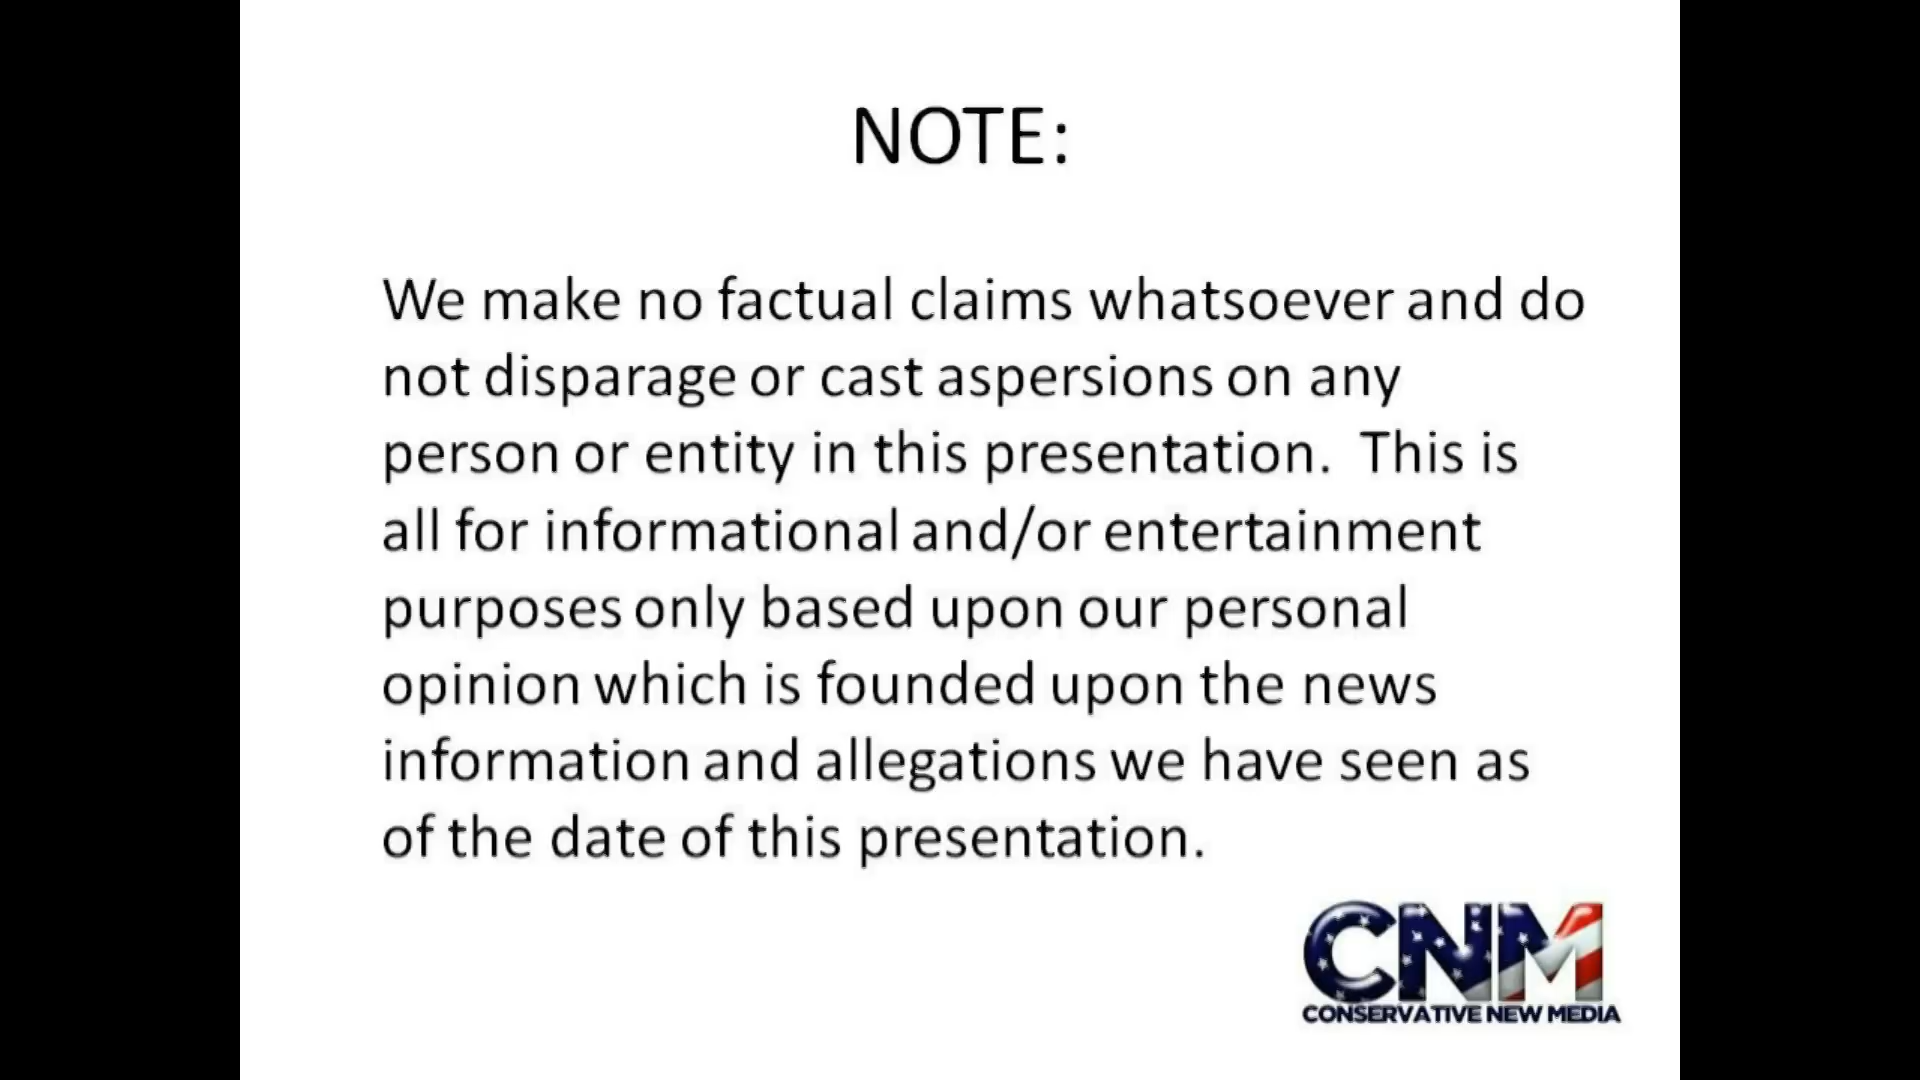 NOTE:
We make no factual claims whatsoever and do
not disparage or cast aspersions on any
person or entity in this presentation.  This is
all for informational and/or entertainment
purposes only based upon our personal
opinion which is founded upon the news
information and allegations we have seen as
of the date of this presentation.
CNM
CONSERVATIVE NEW MEDIA